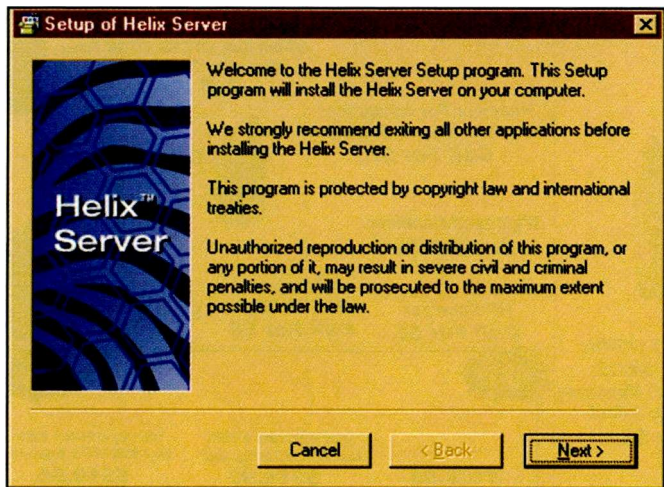 Setup of Helix Server
Welcome to the Helix Server Setup program. This Setup
program will install the Helix Server on your computer.
We strongly recommend exiting all other applications before
installing the Helix Server.
This program is protected by copyright law and international
treaties.
Unauthorized reproduction or distribution of this program, or
any portion of it, may result in severe civil and criminal
penalties, and will be prosecuted to the maximum extent
possible under the law.
Helix™
Server
Cancel
< Back
Next >